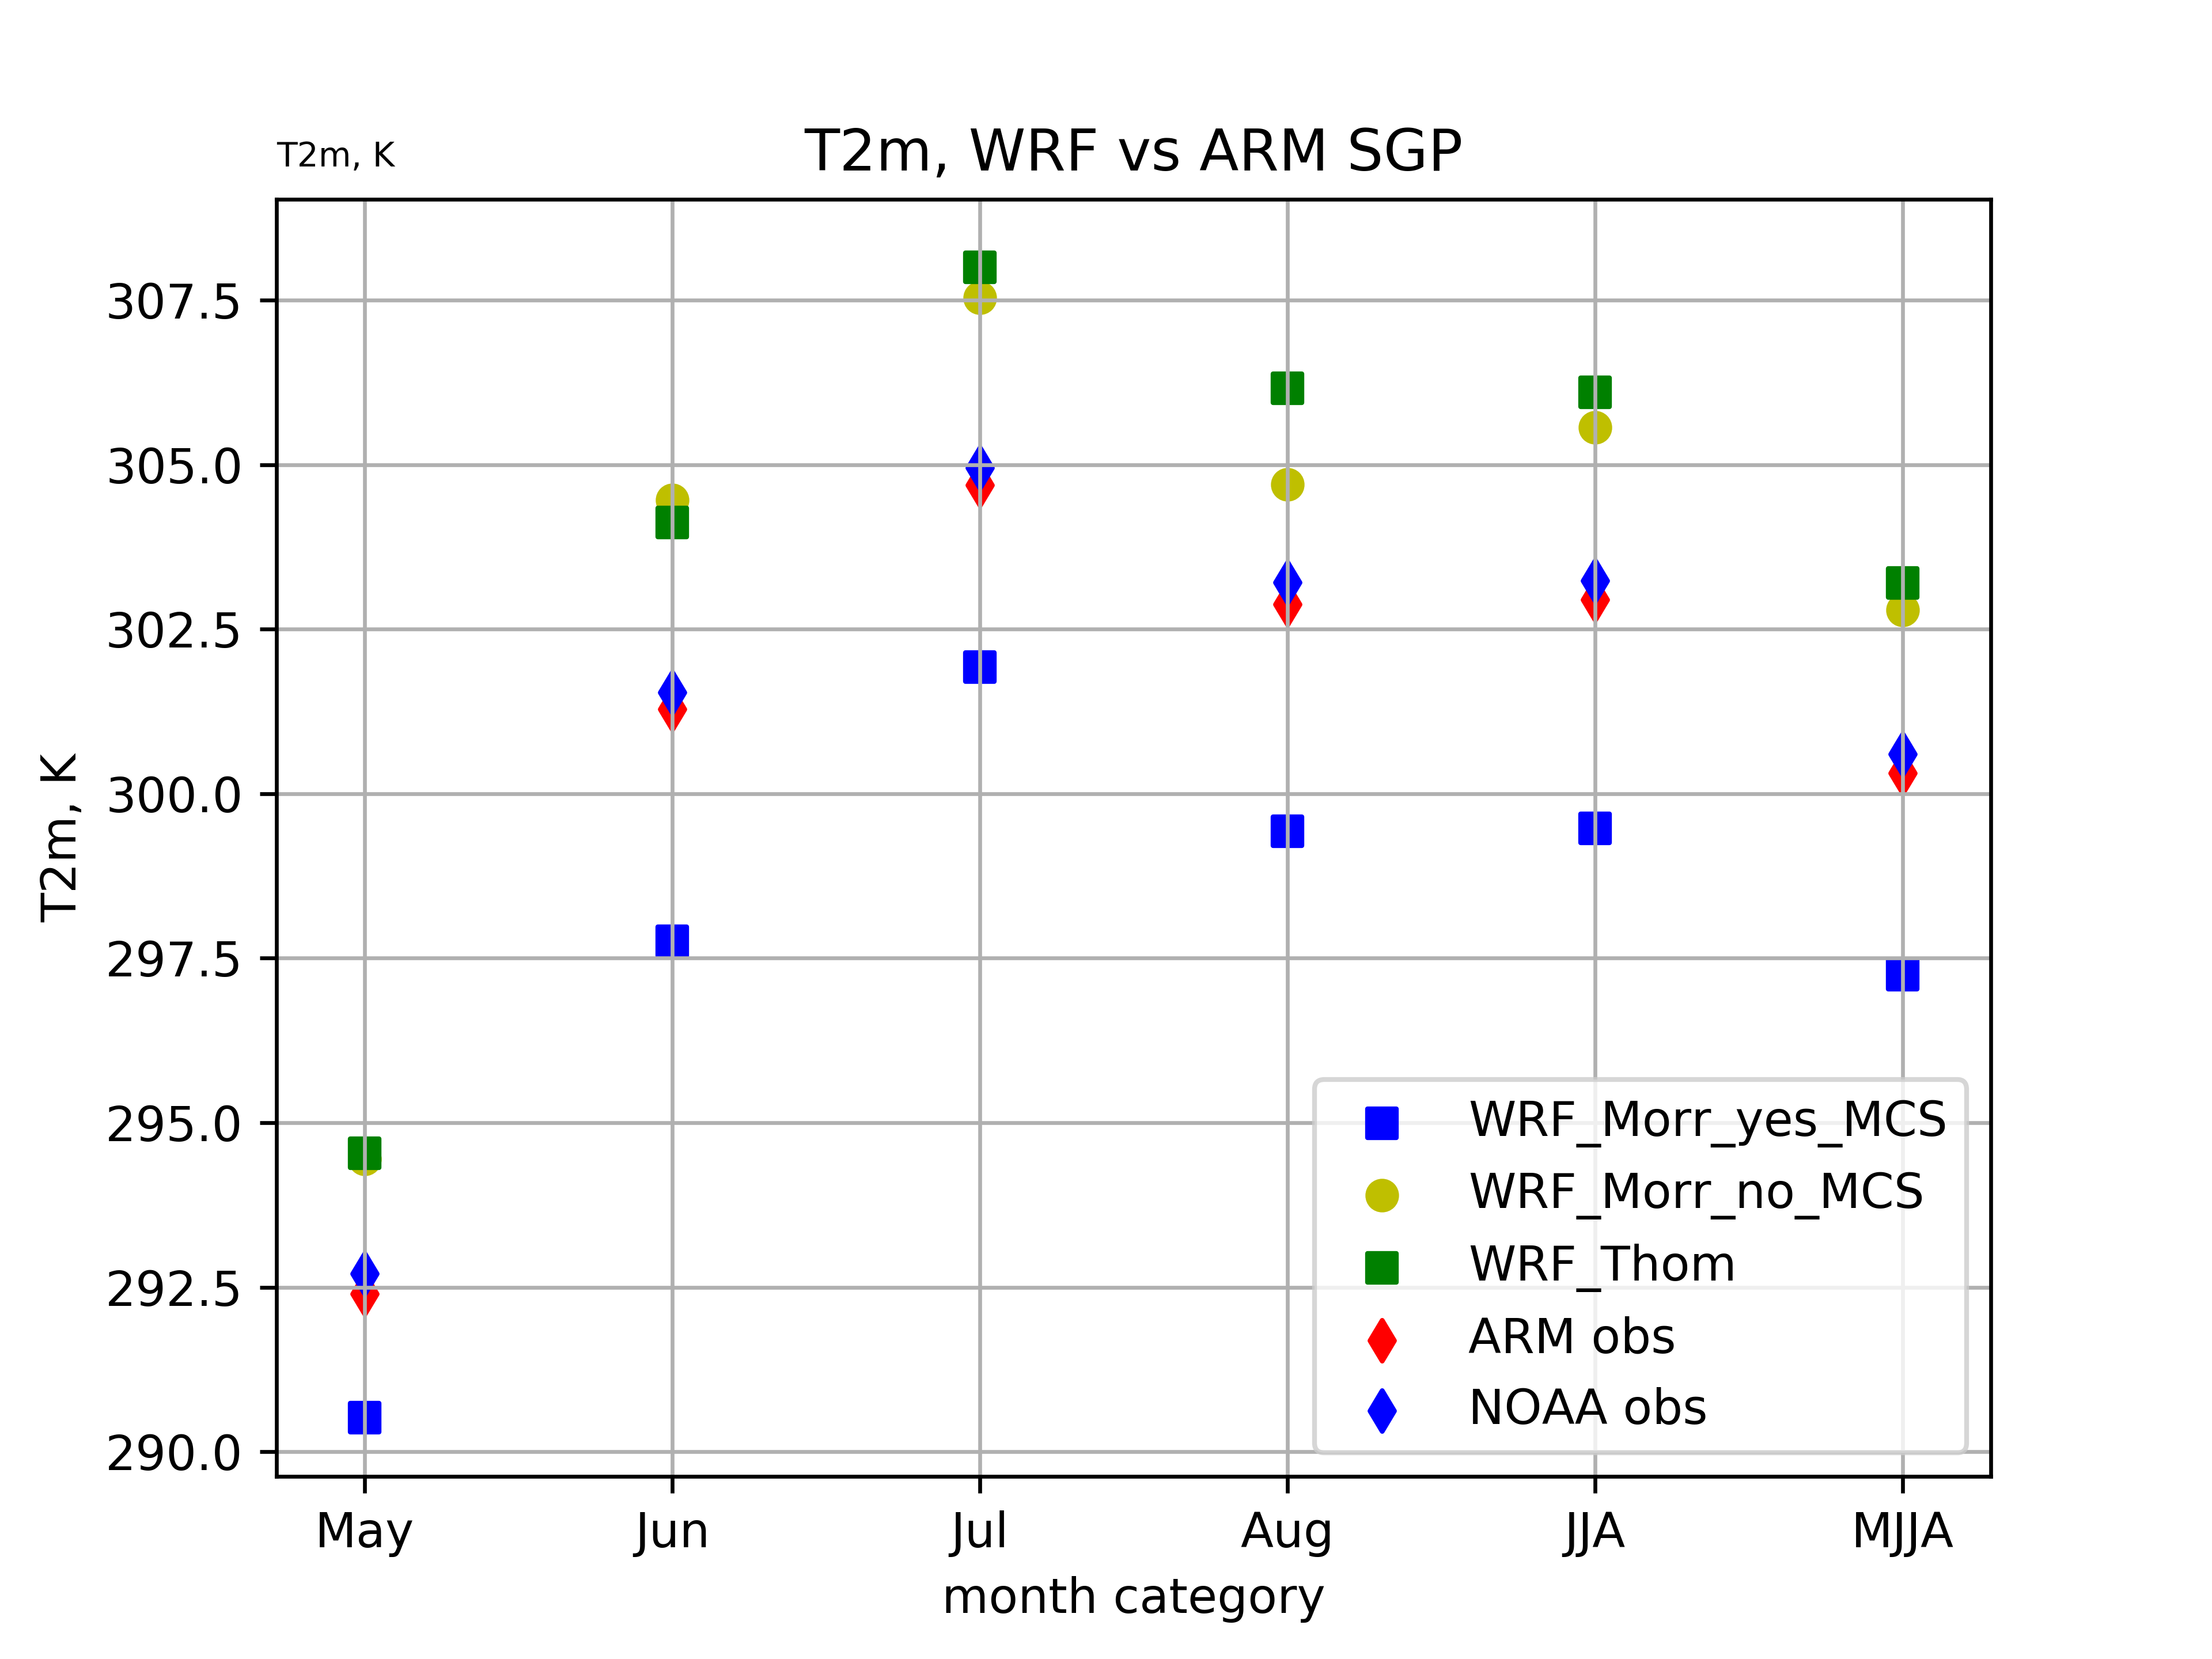 T2m, K
T2m, WRF vs ARM SGP
307.5
305.0
302.5
300.0
297.5
295.0
292.5
290.0
T2m, K
WRF_Morr_yes_MCS
WRF_Morr_no_MCS
WRF_Thom
ARM obs
NOAA obs
May
Jun
Jul
Aug
JJA
MJJA
month category